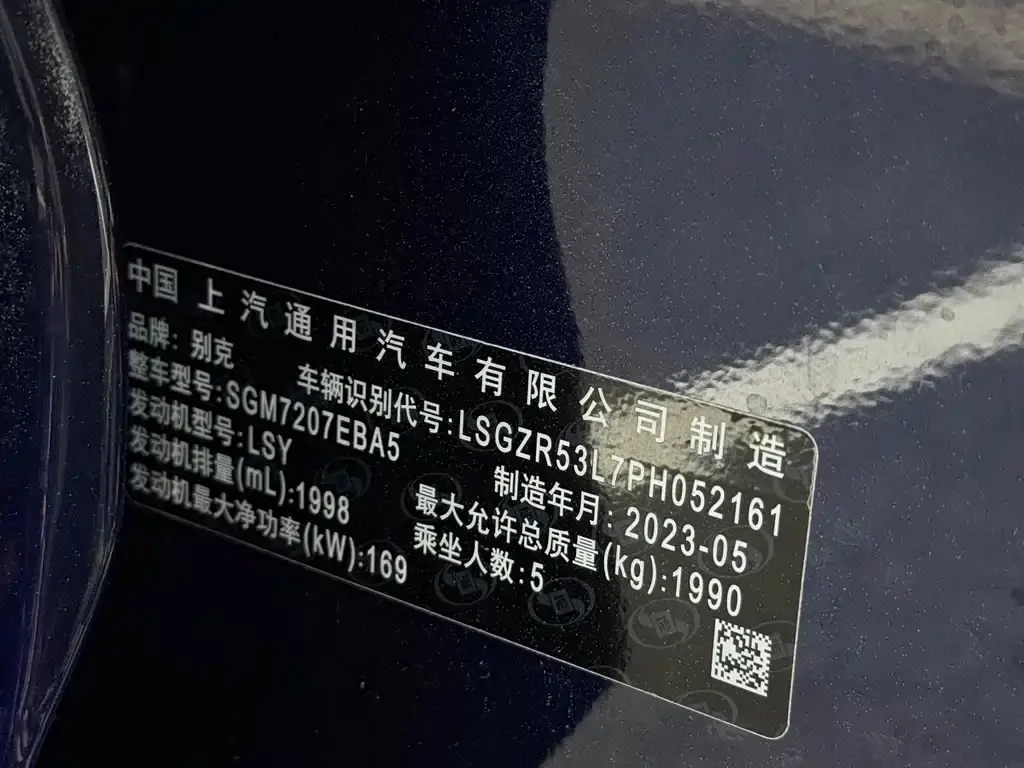 中国 上汽通用汽车有限公司制造
品牌：别克 车辆识别代号:LSGZR53L7PH052161
整车型号:SGM7207EBA5 制造年月：2023-05
发动机型号:LSY 最大允许总质量(kg):1990
发动机排量(mL):1998 乘坐人数:5
发动机最大净功率(kW):169